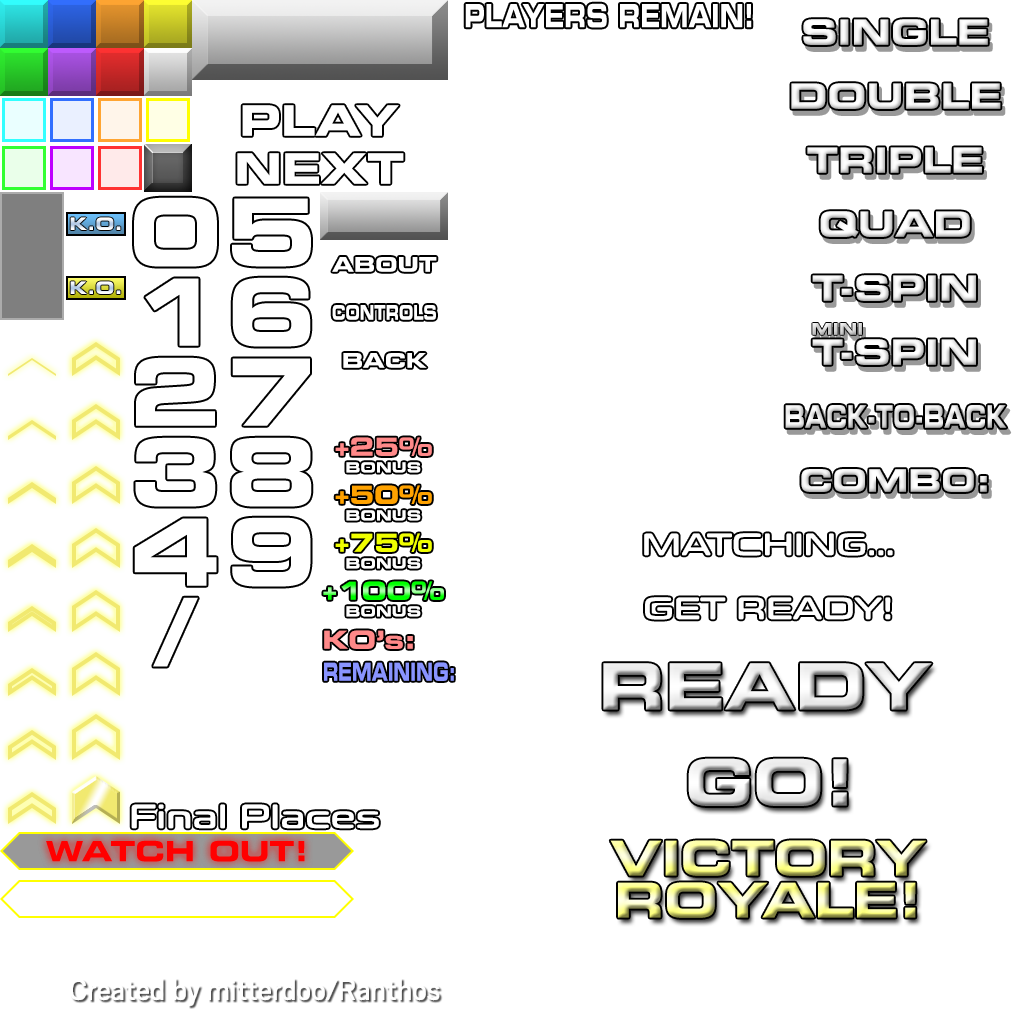 PLAYERS REMAIN!
SINGLE
DOUBLE
PLAY
NEXT
TRIPLE
K.O.
0 5
QUAD
ABOUT
K.O.
1 6
T-SPIN
CONTROLS
MINI
T-SPIN
BACK
2 7
BACK-TO-BACK
+25%
BONUS
3 8
COMBO:
+50%
BONUS
4 9
+75%
BONUS
MATCHING...
+100%
BONUS
GET READY!
/
KO's:
REMAINING:
READY
GO!
Final Places
WATCH OUT!
VICTORY
ROYALE!
Created by mitterdoo/Ranthos